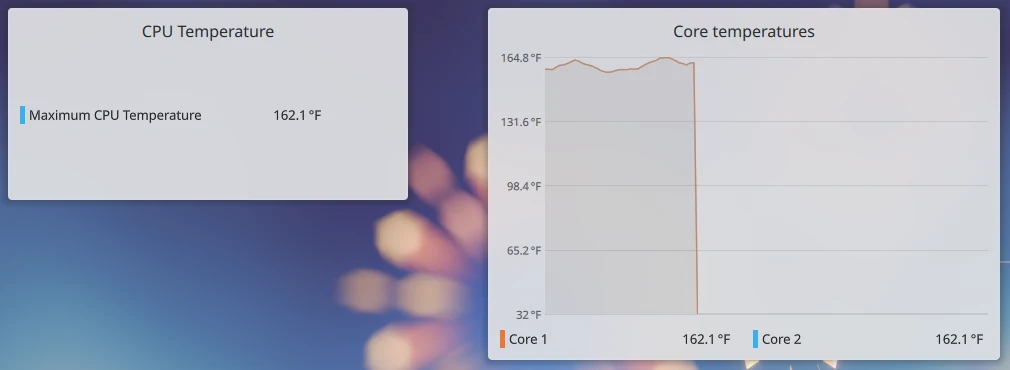 CPU Temperature
Maximum CPU Temperature 162.1 °F
Core temperatures
164.8 °F
131.6 °F
98.4 °F
65.2 °F
32 °F
Core 1 162.1 °F Core 2 162.1 °F